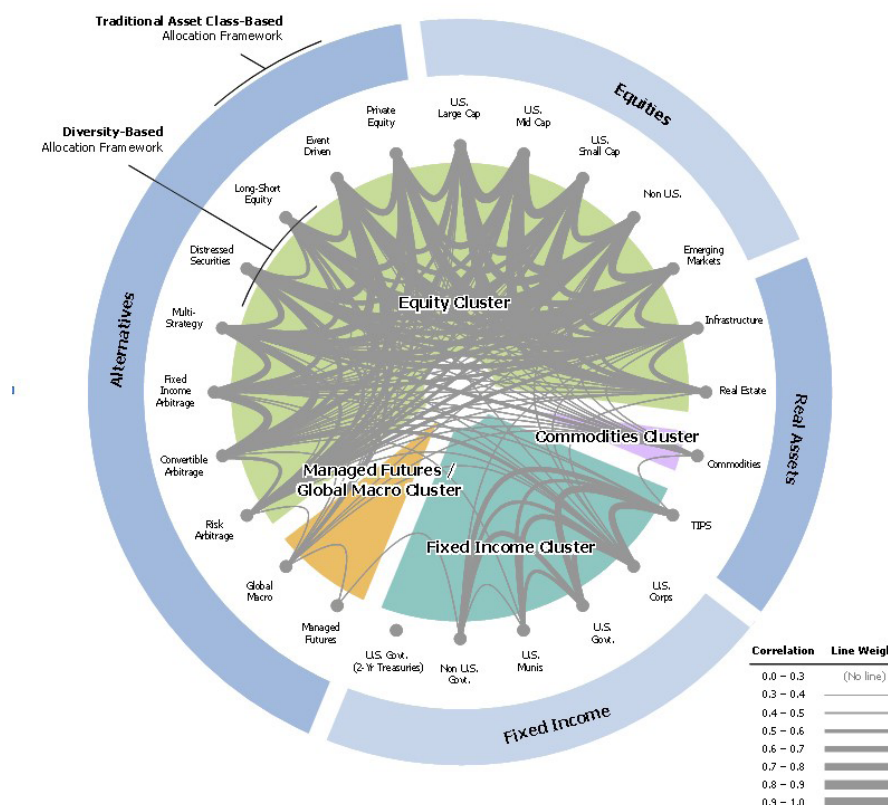 Traditional Asset Class-Based
Allocation Framework
Diversity-Based
Allocation Framework
Equities
Real Assets
Fixed Income
Alternatives
U.S.
Large Cap
U.S.
Mid Cap
U.S.
Small Cap
Non U.S.
Emerging
Markets
Infrastructure
Real Estate
Commodities
TIPS
U.S.
Corps
U.S.
Govt.
U.S.
Munis
Non U.S.
Govt.
U.S. Govt.
(2-Yr Treasuries)
Managed
Futures
Global
Macro
Risk
Arbitrage
Convertible
Arbitrage
Fixed
Income
Arbitrage
Multi-
Strategy
Distressed
Securities
Long-Short
Equity
Event
Driven
Private
Equity
Equity Cluster
Commodities Cluster
Managed Futures /
Global Macro Cluster
Fixed Income Cluster
Correlation Line Weigh
0.0 – 0.3 (No line)
0.3 – 0.4
0.4 – 0.5
0.5 – 0.6
0.6 – 0.7
0.7 – 0.8
0.8 – 0.9
0.9 – 1.0